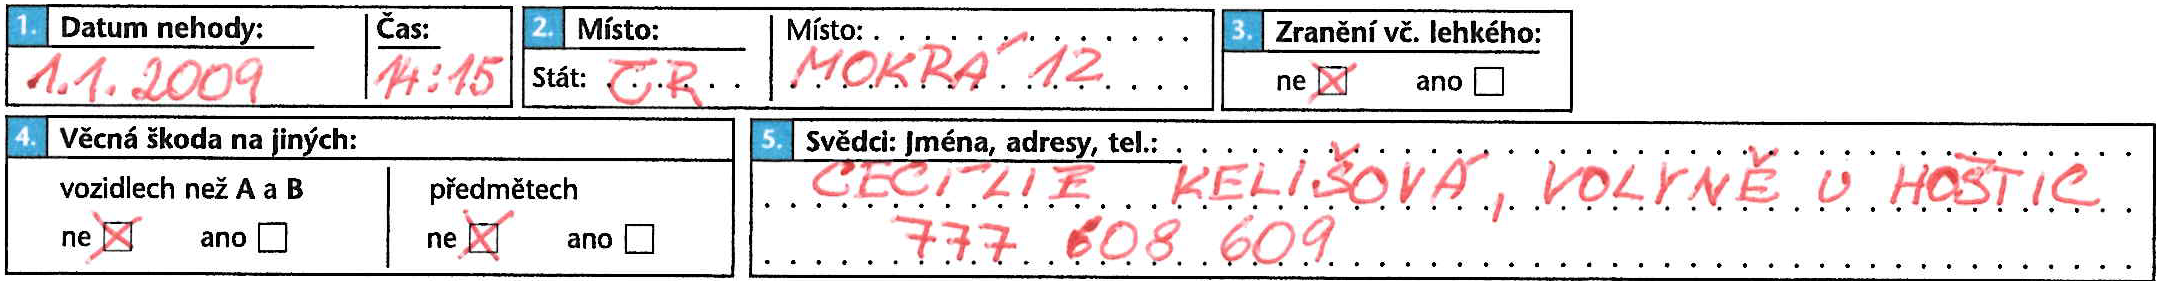 1. Datum nehody: Čas:
1.1.2009 14:15
2. Místo: Místo:
Stát: ČR MOKRÁ 12
3. Zranění vč. lehkého:
ne ano
4. Věcná škoda na jiných:
vozidlech než A a B předmětech
ne ano ne ano
5. Svědci: Jména, adresy, tel.:
CECÍLIE KELIŠOVÁ, VOLYNĚ U HOŠTIC
777 608 609